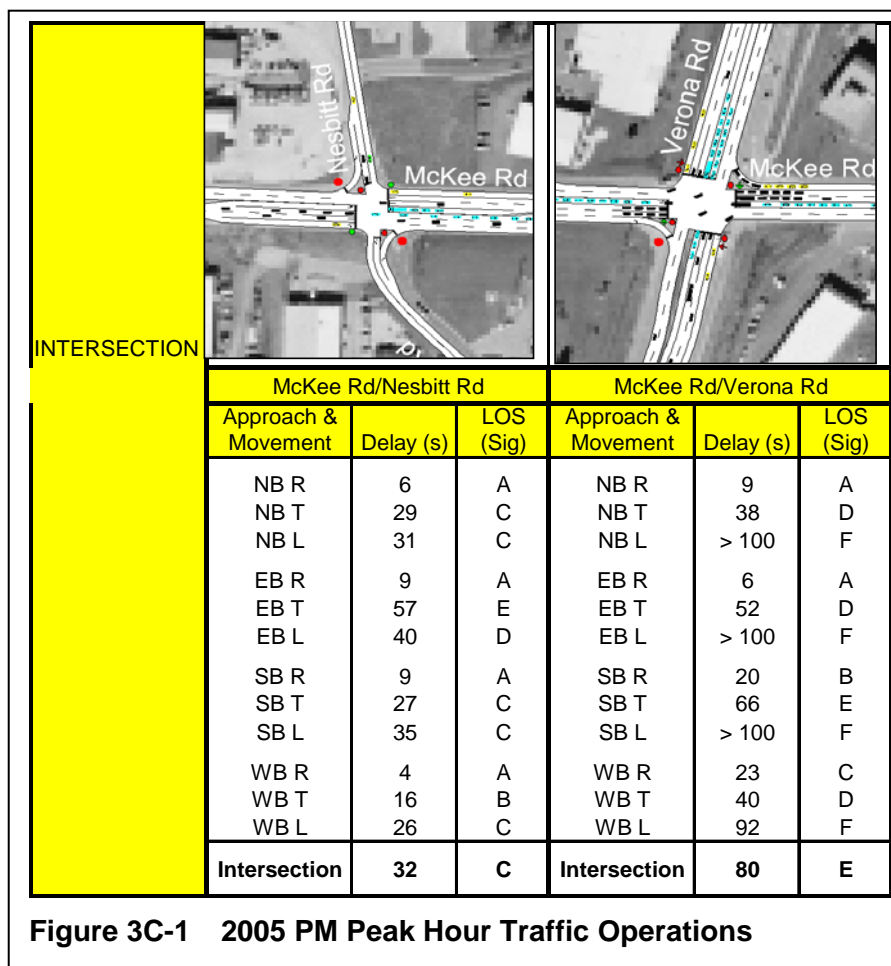 Nesbitt Rd
McKee Rd
Verona Rd
McKee Rd
INTERSECTION
McKee Rd/Nesbitt Rd McKee Rd/Verona Rd
Approach & Movement Delay (s) LOS (Sig) Approach & Movement Delay (s) LOS (Sig)
NB R 6 A NB R 9 A
NB T 29 C NB T 38 D
NB L 31 C NB L > 100 F
EB R 9 A EB R 6 A
EB T 57 E EB T 52 D
EB L 40 D EB L > 100 F
SB R 9 A SB R 20 B
SB T 27 C SB T 66 E
SB L 35 C SB L > 100 F
WB R 4 A WB R 23 C
WB T 16 B WB T 40 D
WB L 26 C WB L 92 F
Intersection 32 C Intersection 80 E
Figure 3C-1 2005 PM Peak Hour Traffic Operations